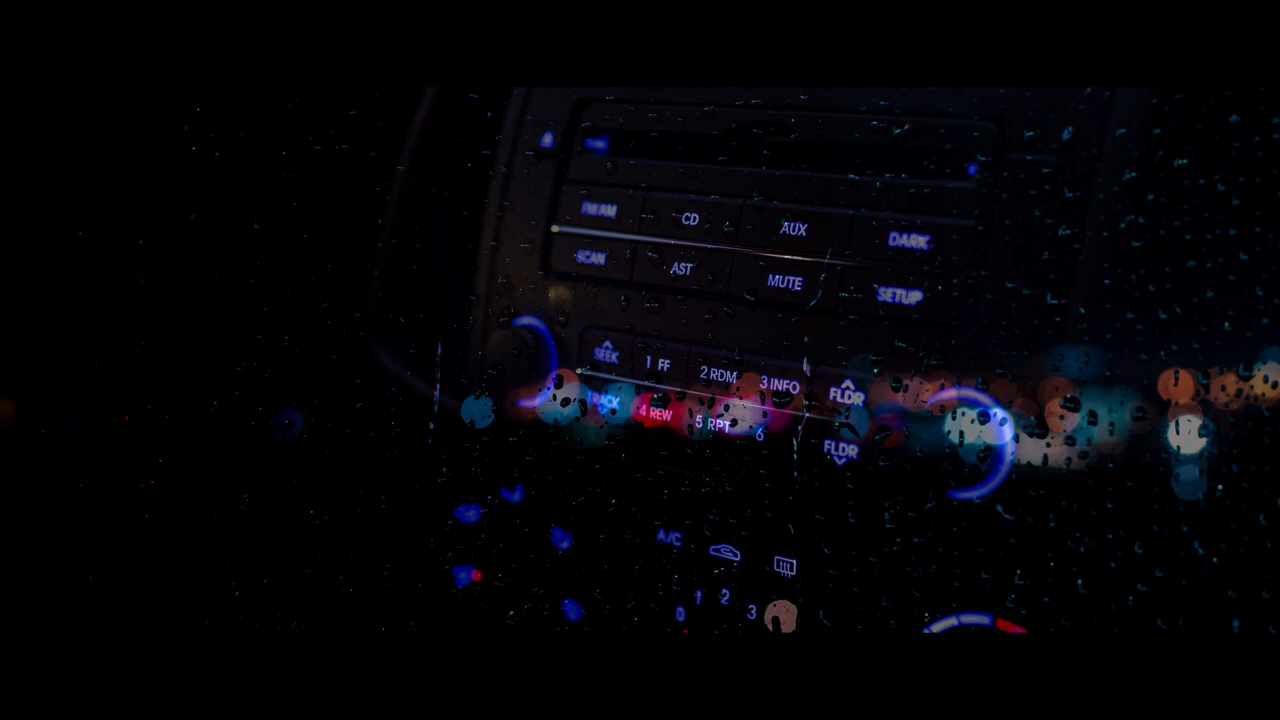 FM/AM CD AUX DARK
SCAN AST MUTE SETUP
SEEK 1 FF 2 RDM 3 INFO FLDR
TRACK 4 REW 5 RPT 6 FLDR
A/C
0 1 2 3